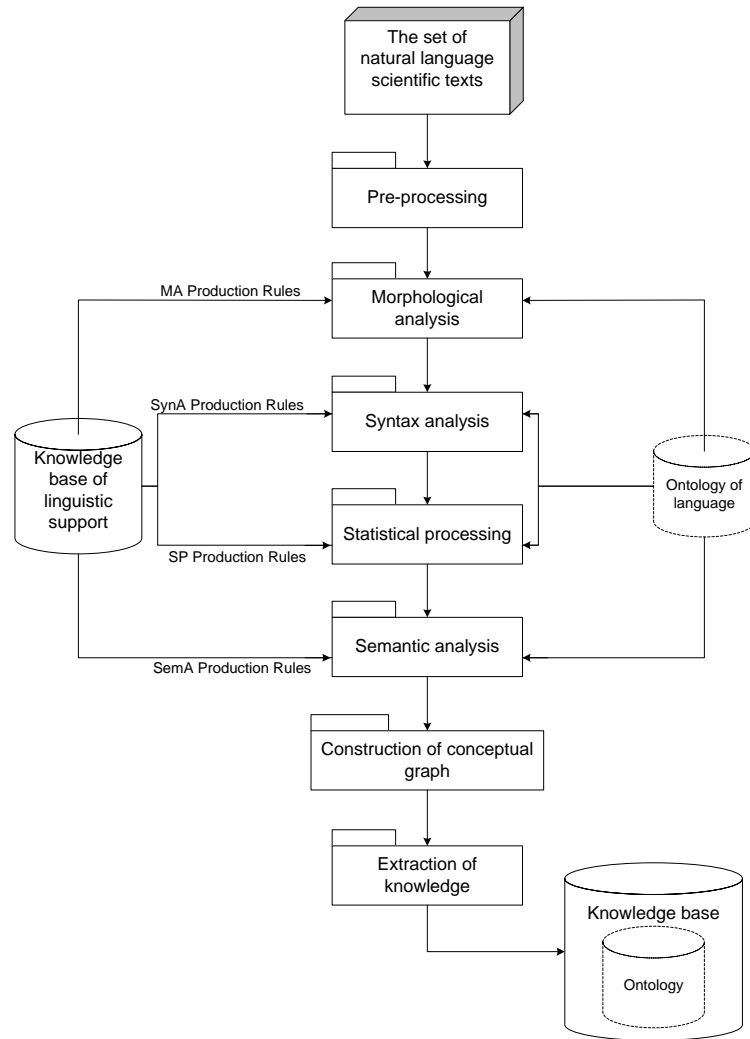 The set of
natural language
scientific texts
Pre-processing
MA Production Rules
Morphological
analysis
SynA Production Rules
Syntax analysis
Knowledge
base of
linguistic
support
Ontology of
language
Statistical processing
SP Production Rules
Semantic analysis
SemA Production Rules
Construction of conceptual
graph
Extraction of
knowledge
Knowledge base
Ontology